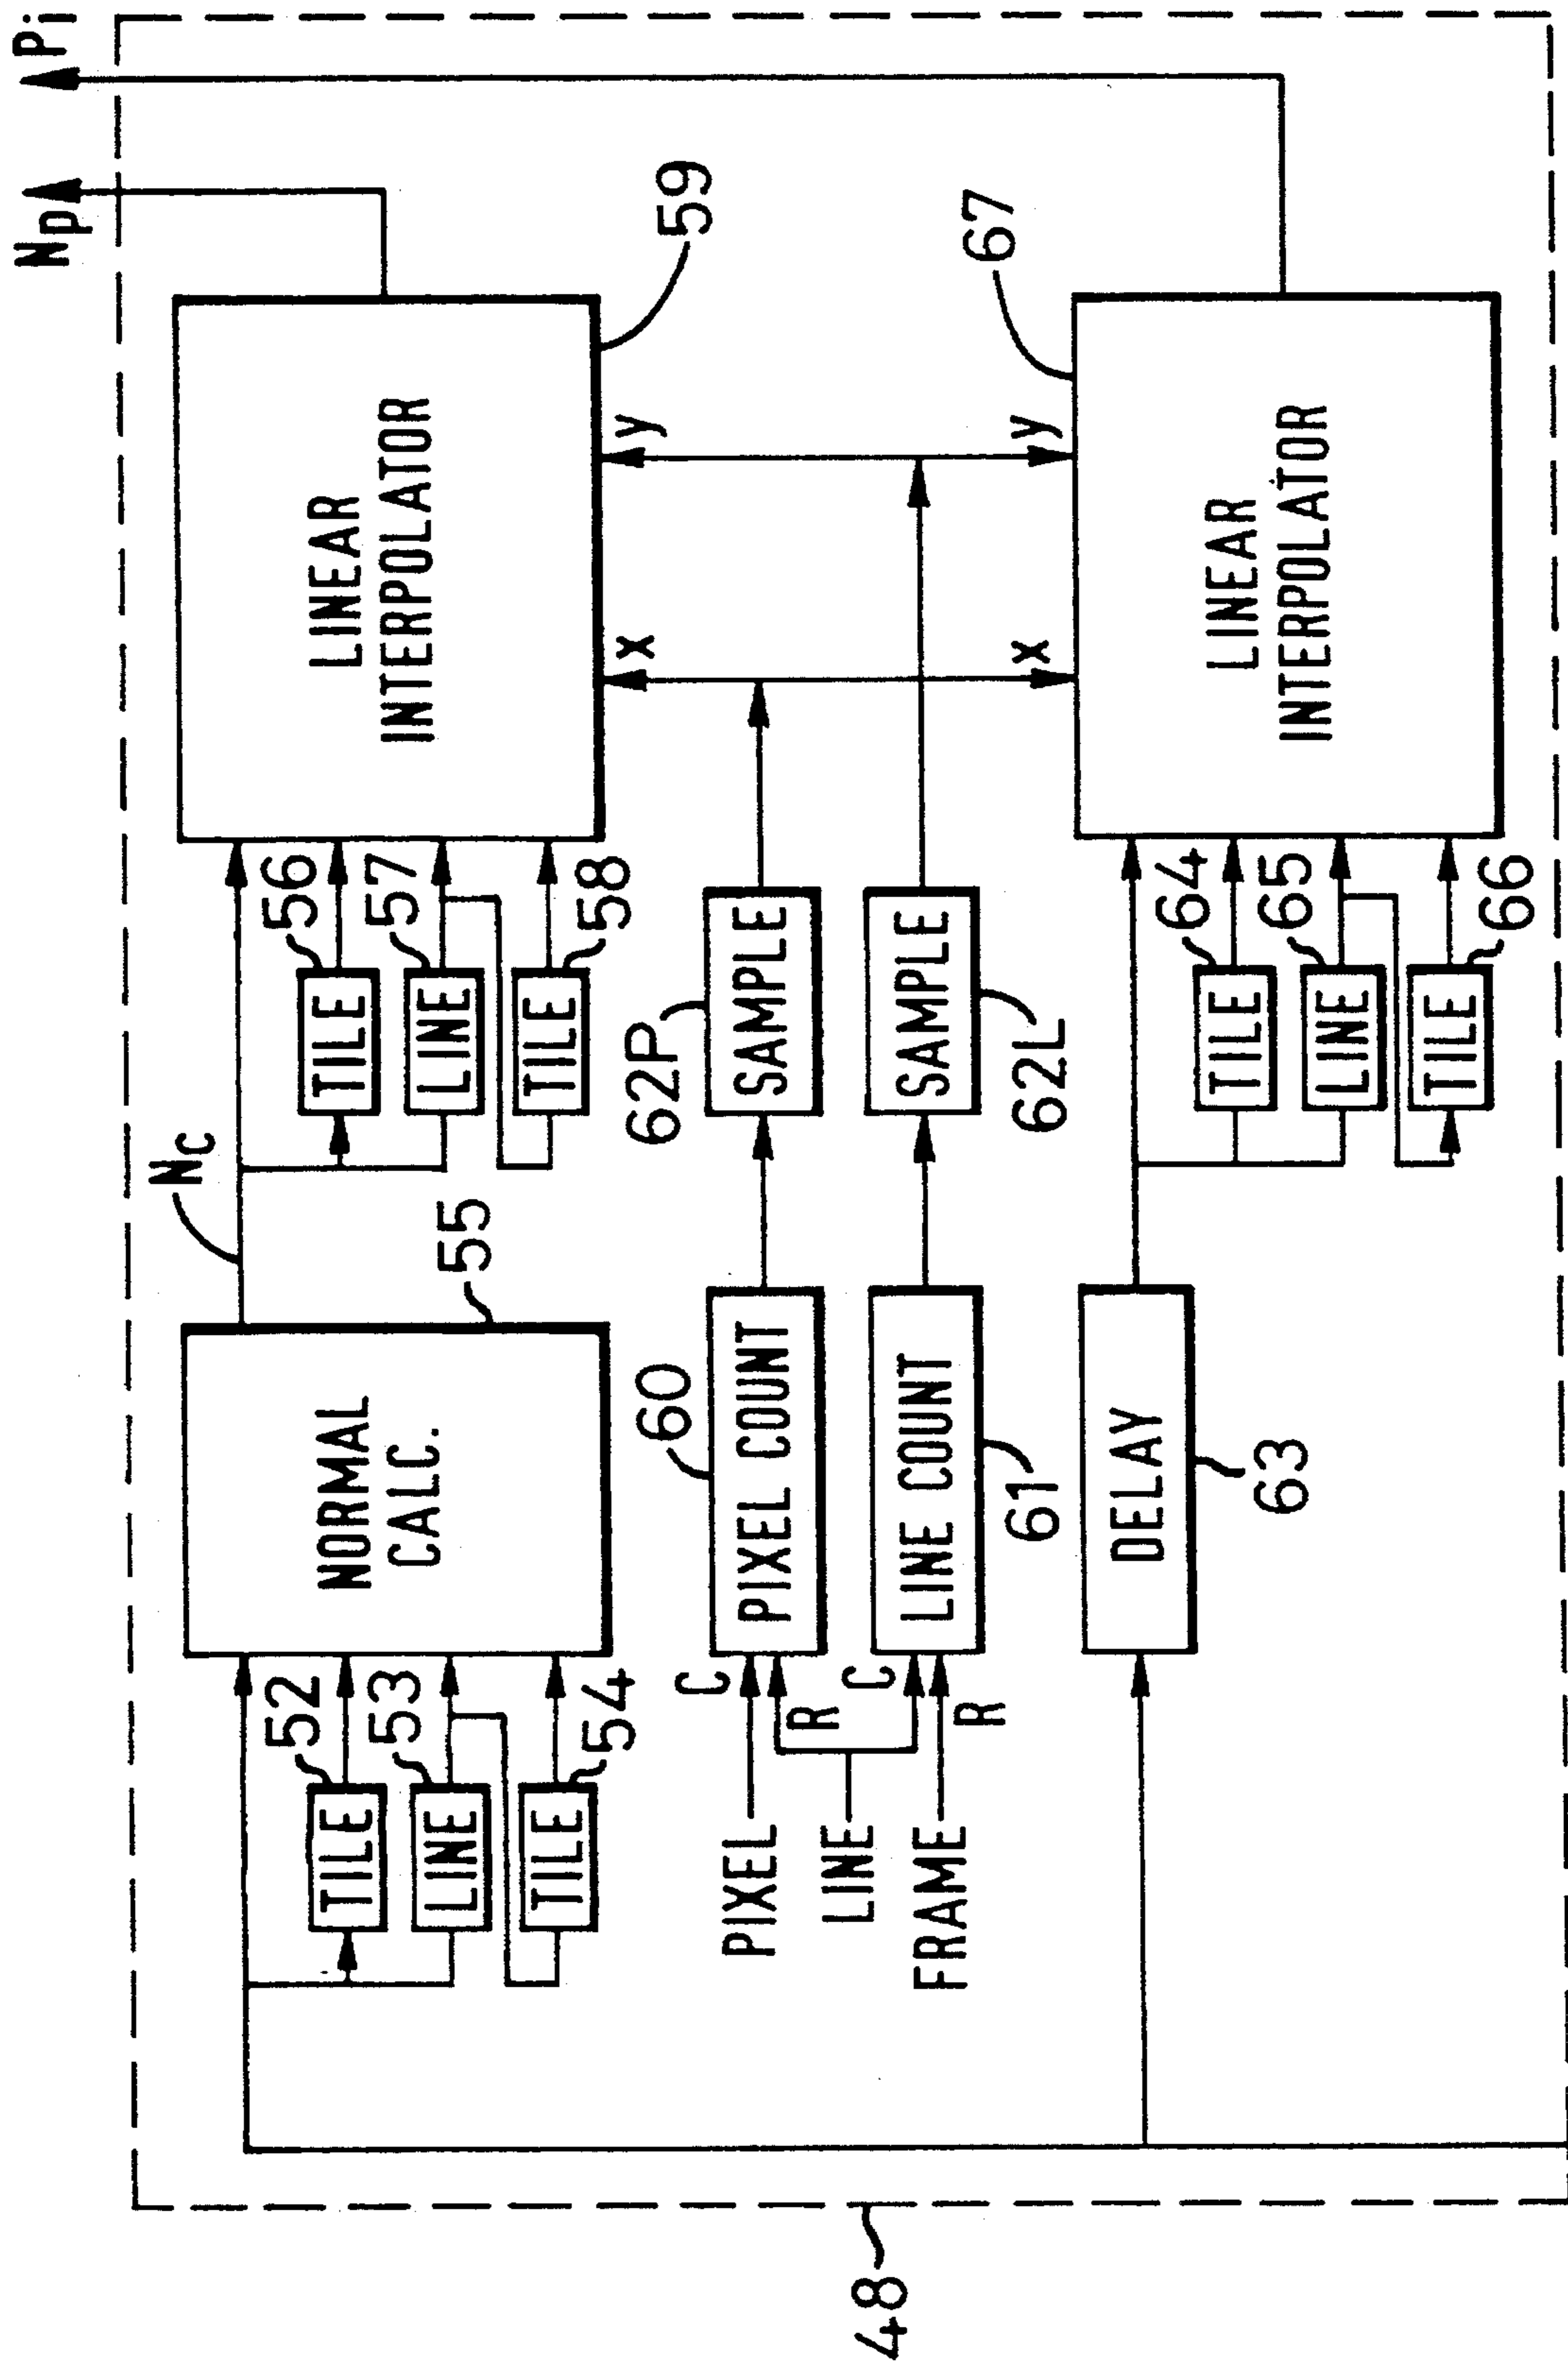 Np
Pi
52
TILE
53
LINE
54
TILE
NORMAL
CALC.
55
Nc
56
TILE
57
LINE
58
TILE
LINEAR
INTERPOLATOR
59
PIXEL
LINE
FRAME
C
R
C
R
60
PIXEL COUNT
LINE COUNT
61
62P
SAMPLE
SAMPLE
62L
x
y
x
y
DELAY
63
64
TILE
65
LINE
TILE
66
67
LINEAR
INTERPOLATOR
48